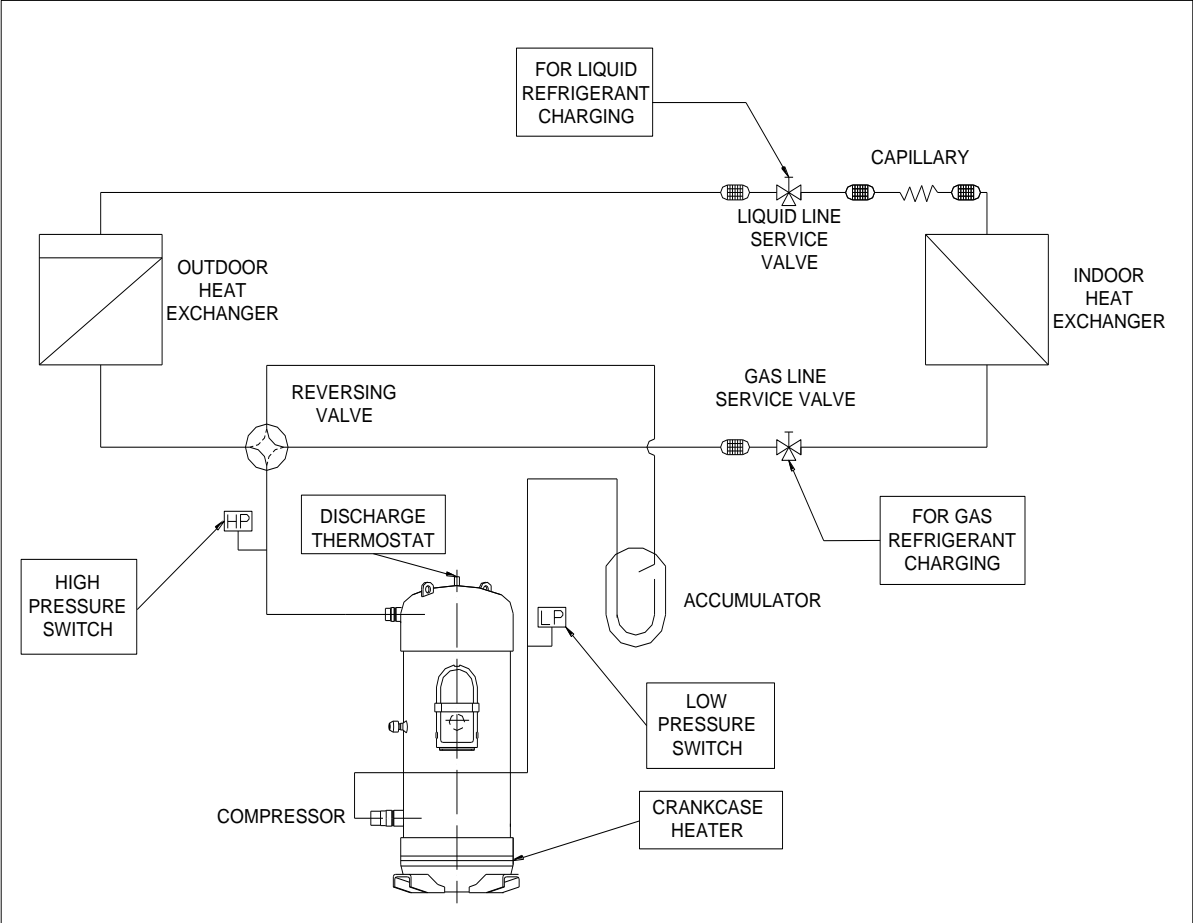 FOR LIQUID
REFRIGERANT
CHARGING
CAPILLARY
LIQUID LINE
SERVICE
VALVE
OUTDOOR
HEAT
EXCHANGER
INDOOR
HEAT
EXCHANGER
REVERSING
VALVE
GAS LINE
SERVICE VALVE
HP
DISCHARGE
THERMOSTAT
FOR GAS
REFRIGERANT
CHARGING
HIGH
PRESSURE
SWITCH
ACCUMULATOR
LP
LOW
PRESSURE
SWITCH
COMPRESSOR
CRANKCASE
HEATER